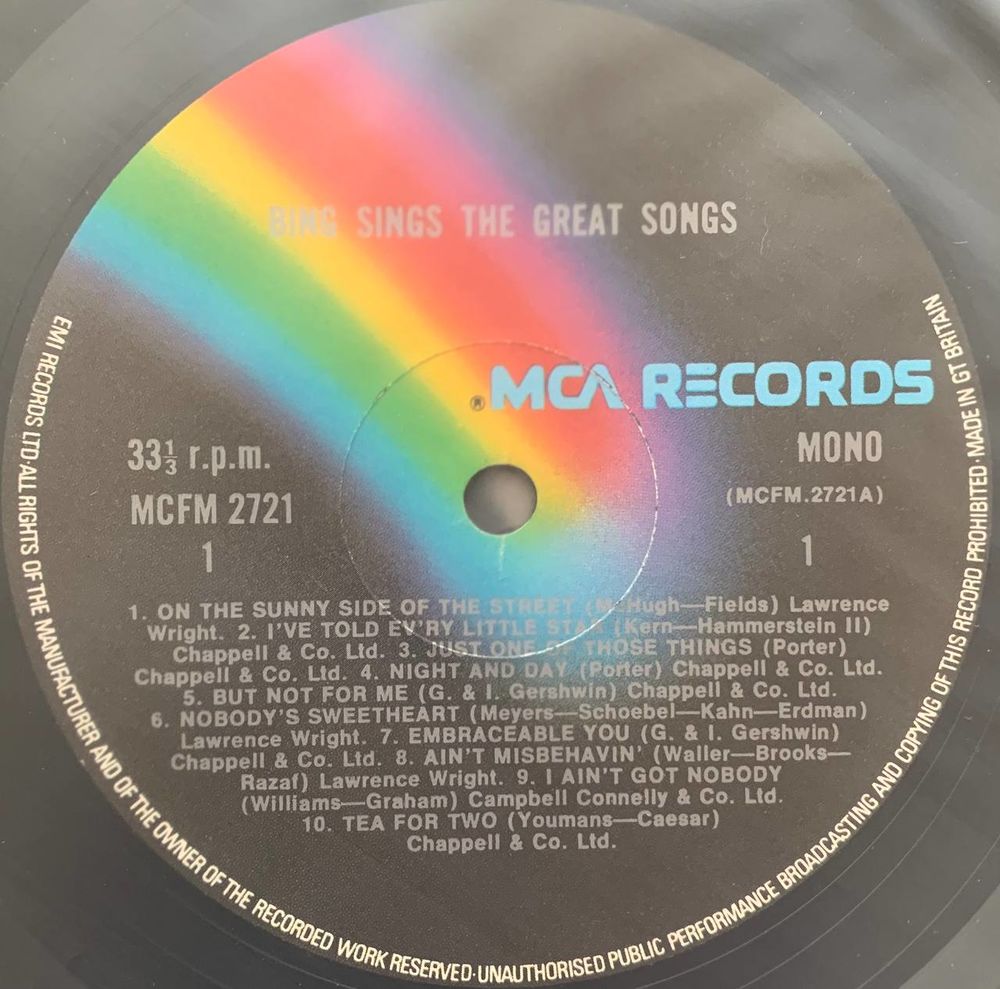 BING SINGS THE GREAT SONGS
® MCA RECORDS
33⅓ r.p.m.
MONO
MCFM 2721
(MCFM.2721A)
1
1
1. ON THE SUNNY SIDE OF THE STREET (McHugh—Fields) Lawrence
Wright. 2. I'VE TOLD EV'RY LITTLE STAR (Kern—Hammerstein II)
Chappell & Co. Ltd. 3. JUST ONE OF THOSE THINGS (Porter)
Chappell & Co. Ltd. 4. NIGHT AND DAY (Porter) Chappell & Co. Ltd.
5. BUT NOT FOR ME (G. & I. Gershwin) Chappell & Co. Ltd.
6. NOBODY'S SWEETHEART (Meyers—Schoebel—Kahn—Erdman)
Lawrence Wright. 7. EMBRACEABLE YOU (G. & I. Gershwin)
Chappell & Co. Ltd. 8. AIN'T MISBEHAVIN' (Waller—Brooks—
Razaf) Lawrence Wright. 9. I AIN'T GOT NOBODY
(Williams—Graham) Campbell Connelly & Co. Ltd.
10. TEA FOR TWO (Youmans—Caesar)
Chappell & Co. Ltd.
EMI RECORDS LTD·ALL RIGHTS OF THE MANUFACTURER AND OF THE OWNER OF THE RECORDED WORK RESERVED·UNAUTHORISED PUBLIC PERFORMANCE BROADCASTING AND COPYING OF THIS RECORD PROHIBITED·MADE IN GT BRITAIN